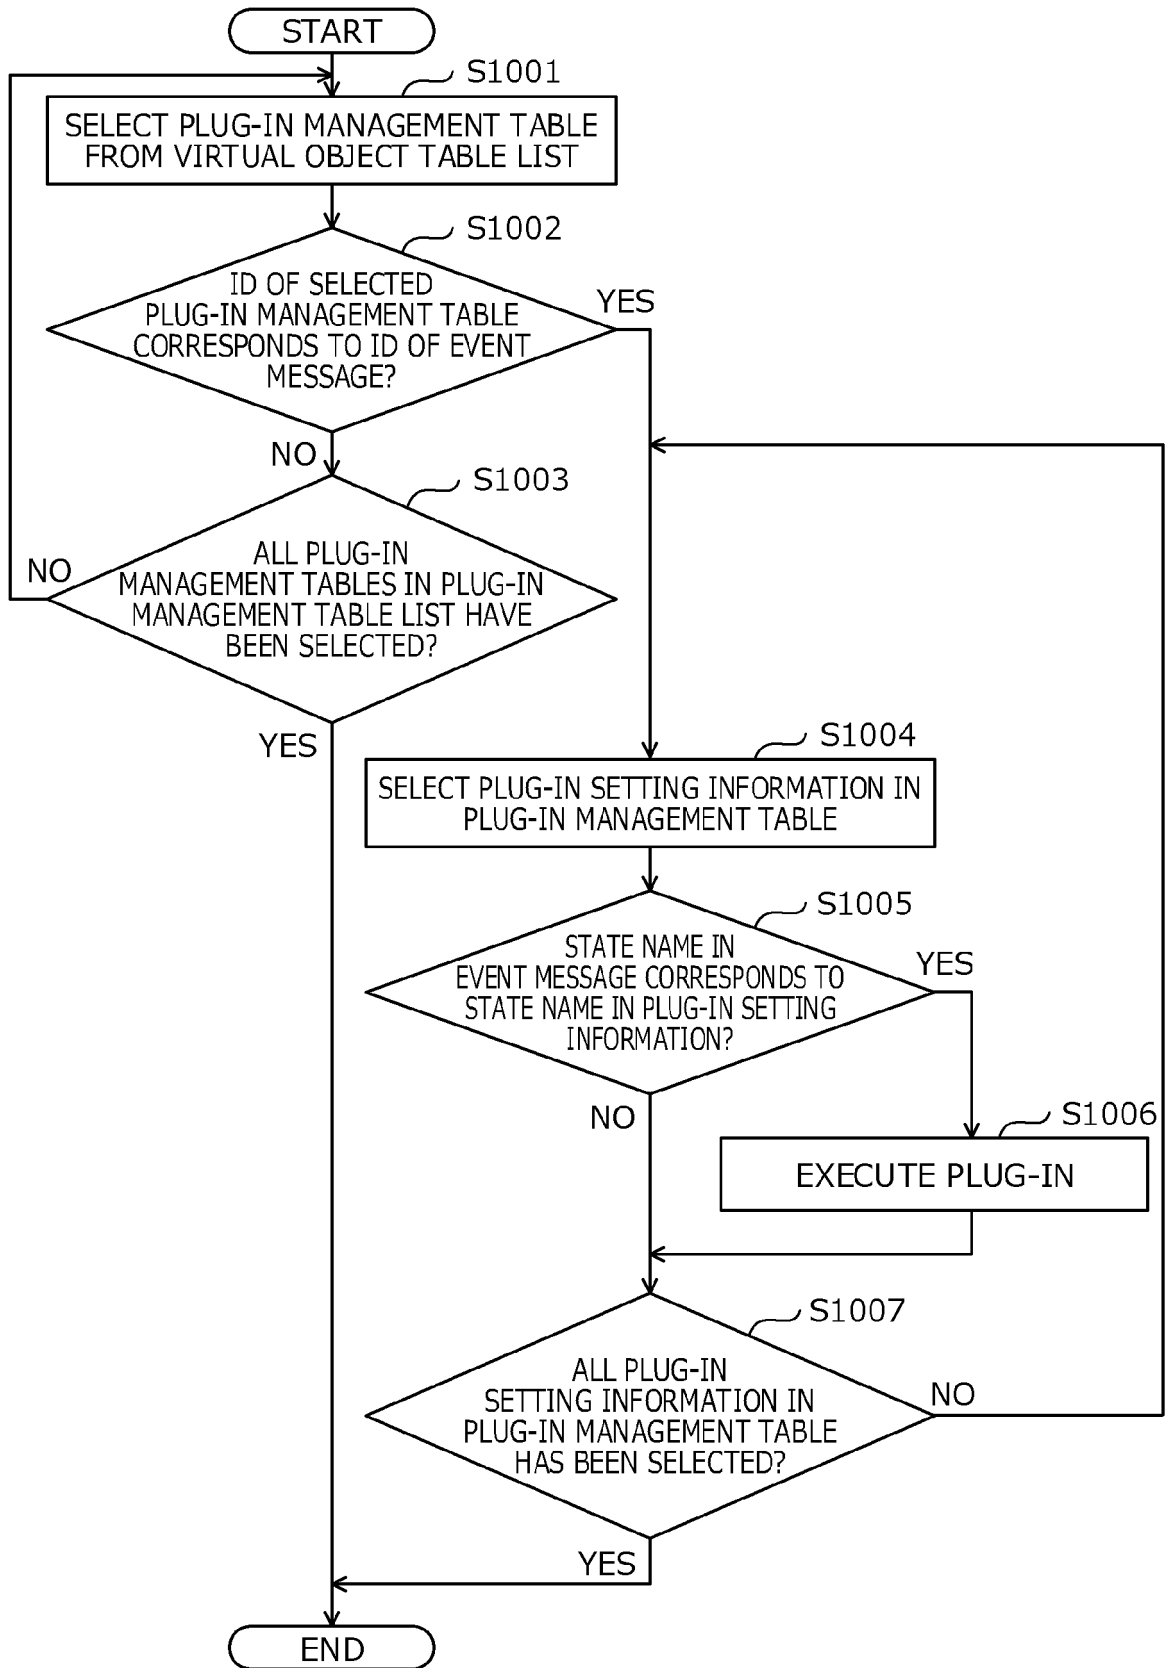 START
S1001
SELECT PLUG-IN MANAGEMENT TABLE
FROM VIRTUAL OBJECT TABLE LIST
S1002
ID OF SELECTED
PLUG-IN MANAGEMENT TABLE
CORRESPONDS TO ID OF EVENT
MESSAGE?
YES
NO
S1003
ALL PLUG-IN
MANAGEMENT TABLES IN PLUG-IN
MANAGEMENT TABLE LIST HAVE
BEEN SELECTED?
NO
YES
S1004
SELECT PLUG-IN SETTING INFORMATION IN
PLUG-IN MANAGEMENT TABLE
S1005
STATE NAME IN
EVENT MESSAGE CORRESPONDS TO
STATE NAME IN PLUG-IN SETTING
INFORMATION?
YES
NO
S1006
EXECUTE PLUG-IN
S1007
ALL PLUG-IN
SETTING INFORMATION IN
PLUG-IN MANAGEMENT TABLE
HAS BEEN SELECTED?
NO
YES
END